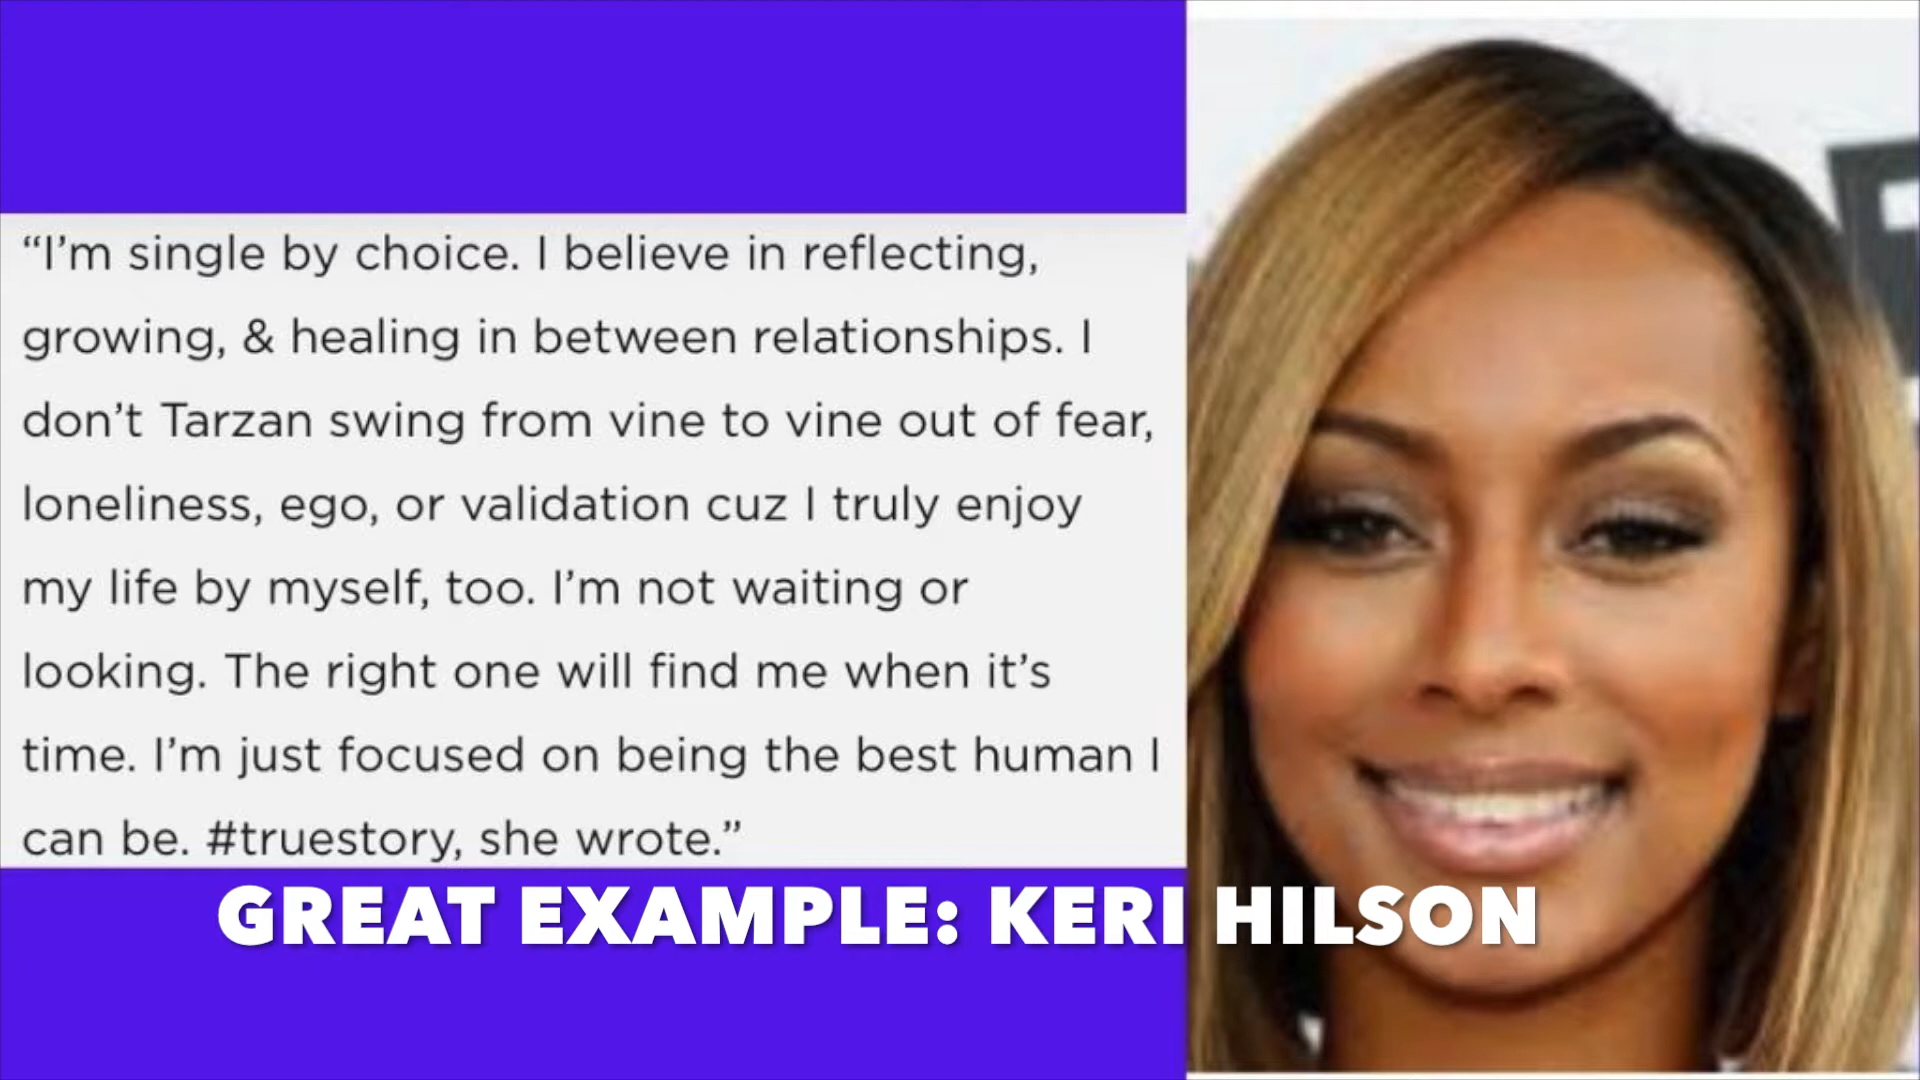 “I’m single by choice. I believe in reflecting,
growing, & healing in between relationships. I
don’t Tarzan swing from vine to vine out of fear,
loneliness, ego, or validation cuz I truly enjoy
my life by myself, too. I’m not waiting or
looking. The right one will find me when it’s
time. I’m just focused on being the best human I
can be. #truestory, she wrote.”
GREAT EXAMPLE: KERI HILSON